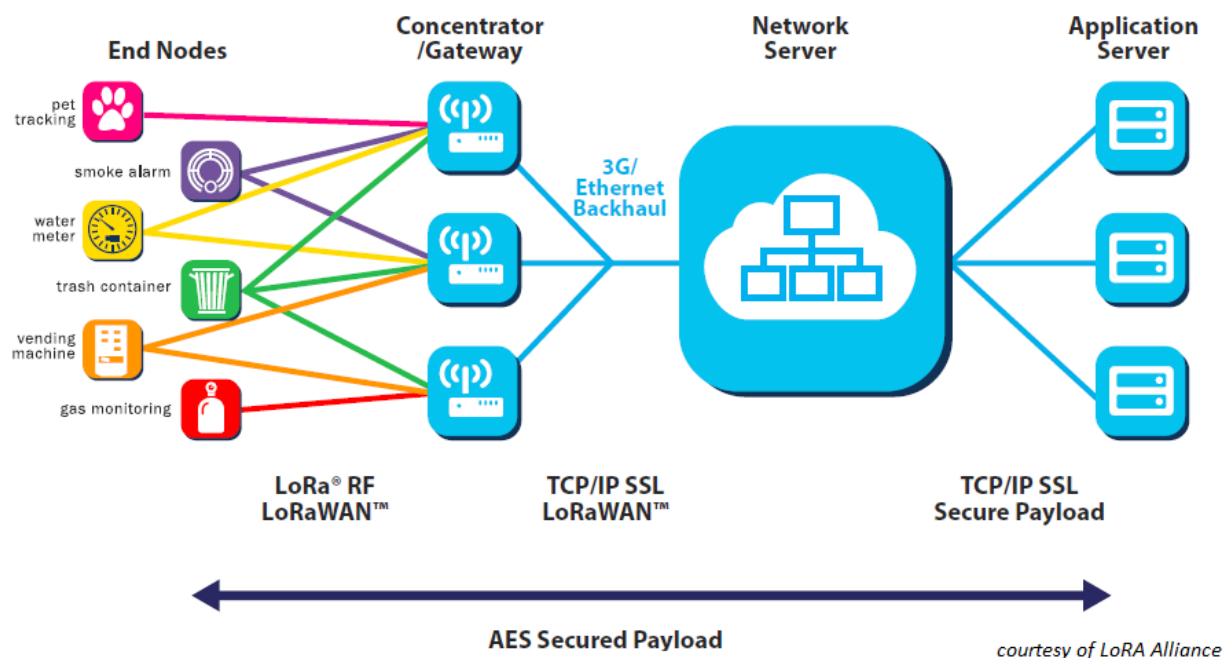 End Nodes
Concentrator
/Gateway
Network
Server
Application
Server
pet
tracking
smoke alarm
water
meter
trash container
vending
machine
gas monitoring
3G/
Ethernet
Backhaul
LoRa® RF
LoRaWAN™
TCP/IP SSL
LoRaWAN™
TCP/IP SSL
Secure Payload
AES Secured Payload
courtesy of LoRA Alliance